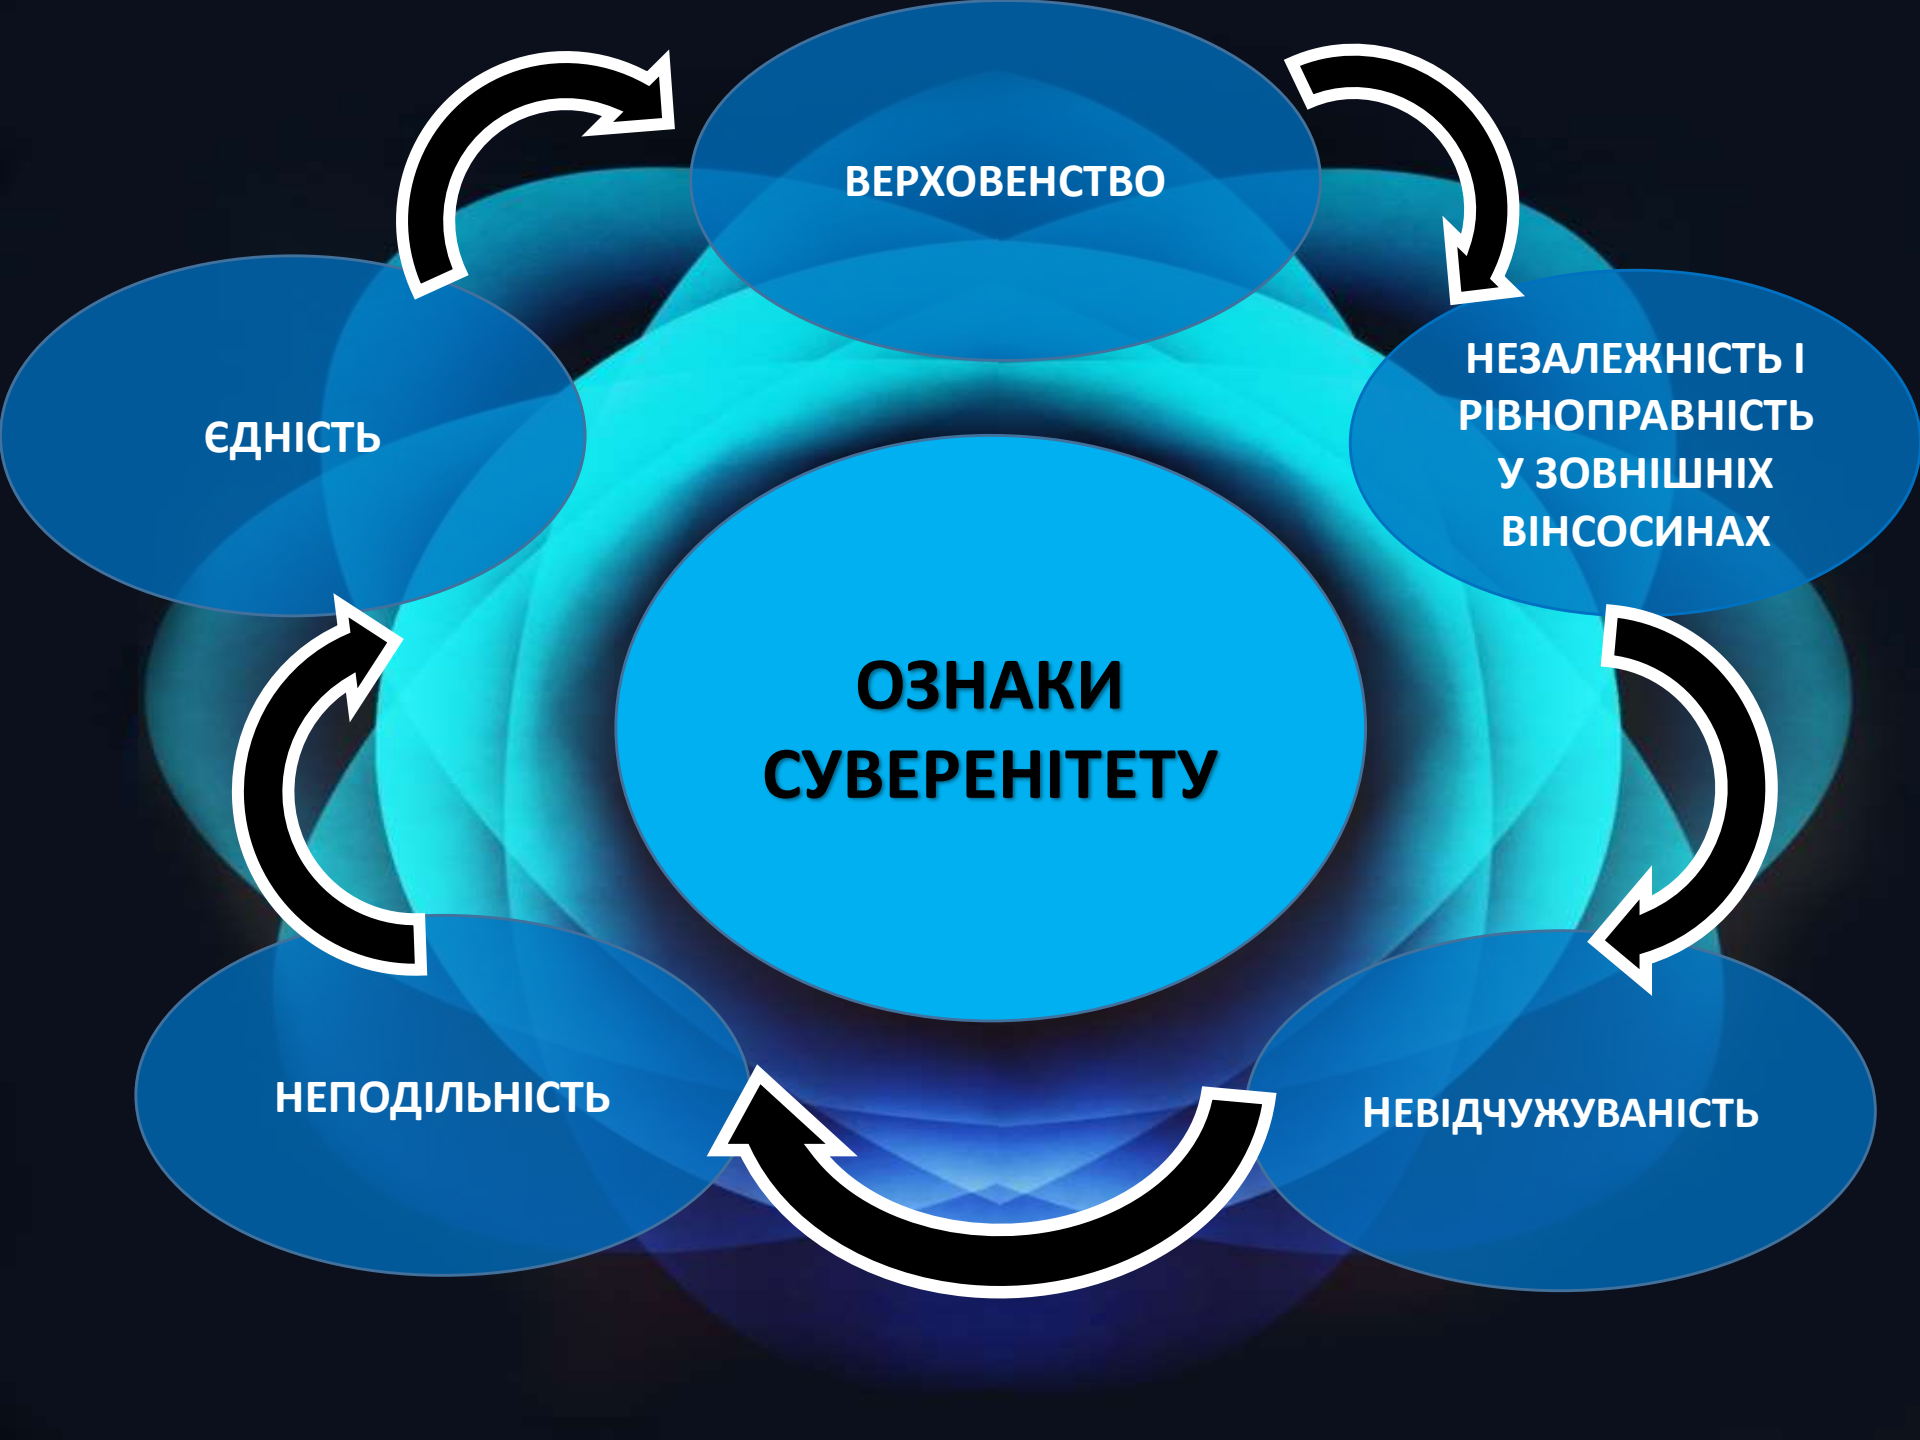 ВЕРХОВЕНСТВО
НЕЗАЛЕЖНІСТЬ І
РІВНОПРАВНІСТЬ
У ЗОВНІШНІХ
ВІНСОСИНАХ
ЄДНІСТЬ
ОЗНАКИ
СУВЕРЕНІТЕТУ
НЕПОДІЛЬНІСТЬ
НЕВІДЧУЖУВАНІСТЬ